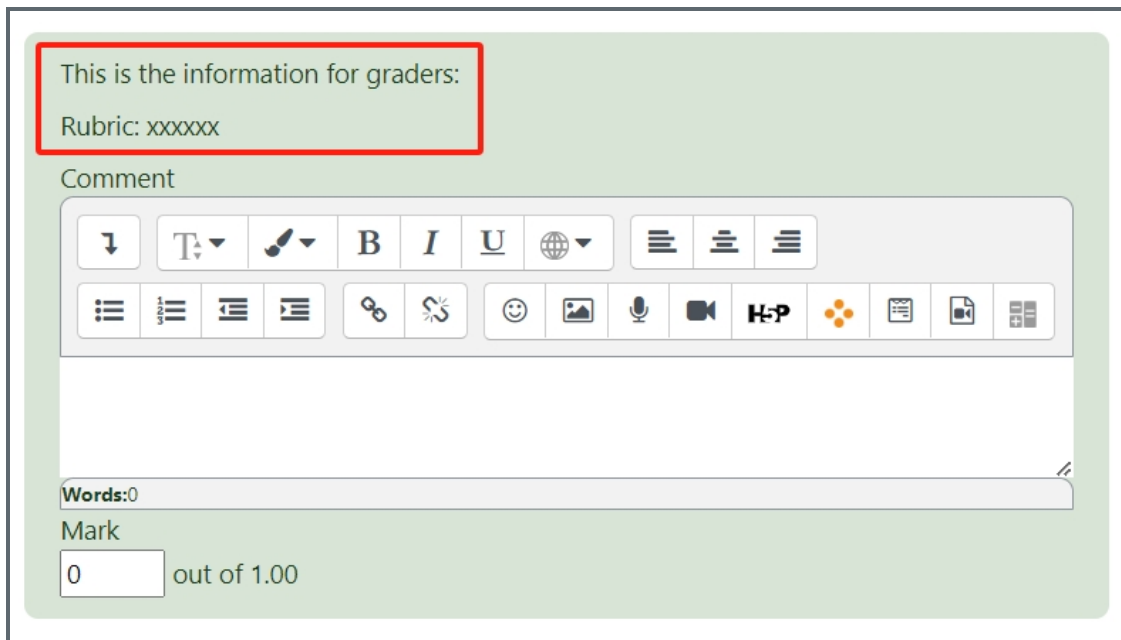 This is the information for graders:
Rubric: xxxxxx
Comment
B I U
H5P
Words:0
Mark
0 out of 1.00